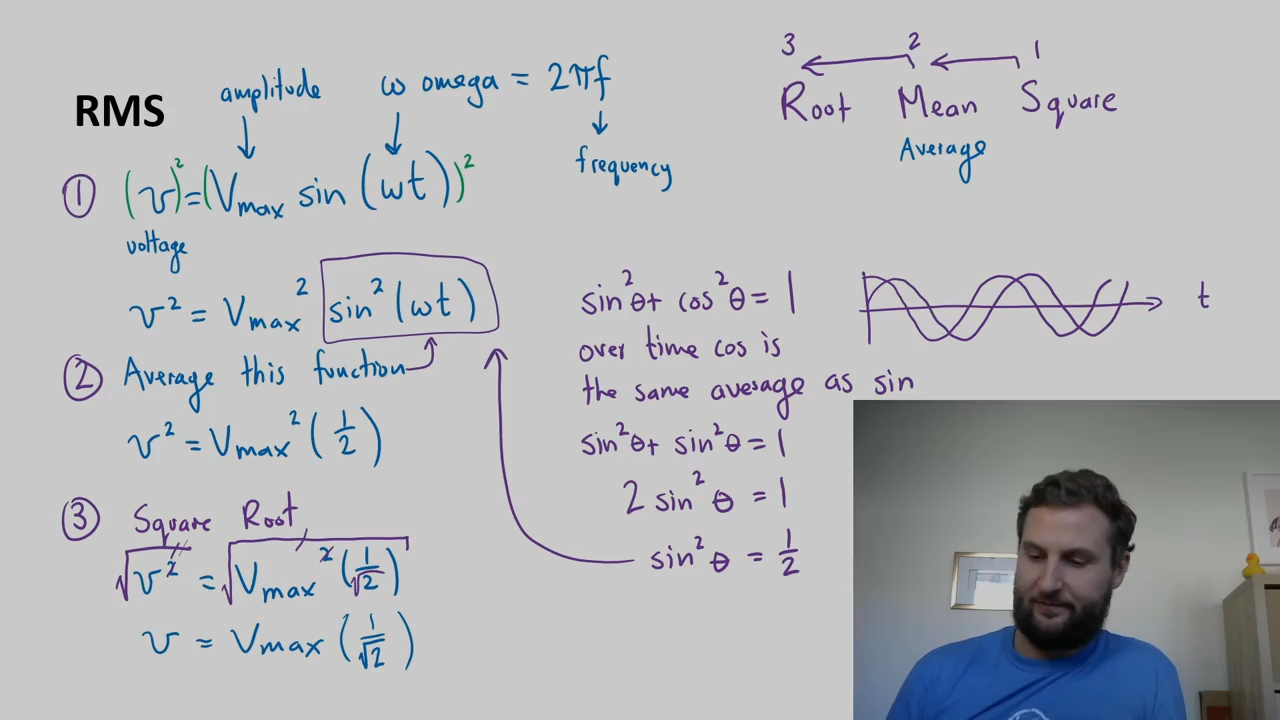 RMS
amplitude
ω omega = 2πf
frequency
3 2 1
Root Mean Square
Average
① (v)² = (Vmax sin (ωt))²
voltage
v² = Vmax² sin² (ωt)
② Average this function
v² = Vmax² (1/2)
③ Square Root
√v² = √Vmax² (1/√2)
v = Vmax (1/√2)
sin²θ + cos²θ = 1
over time cos is
the same average as sin
sin²θ + sin²θ = 1
2 sin²θ = 1
sin²θ = 1/2
t